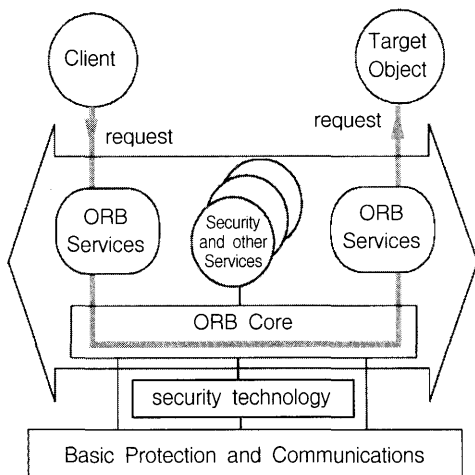 Client
Target
Object
request
request
ORB
Services
Security
and other
Services
ORB
Services
ORB Core
security technology
Basic Protection and Communications